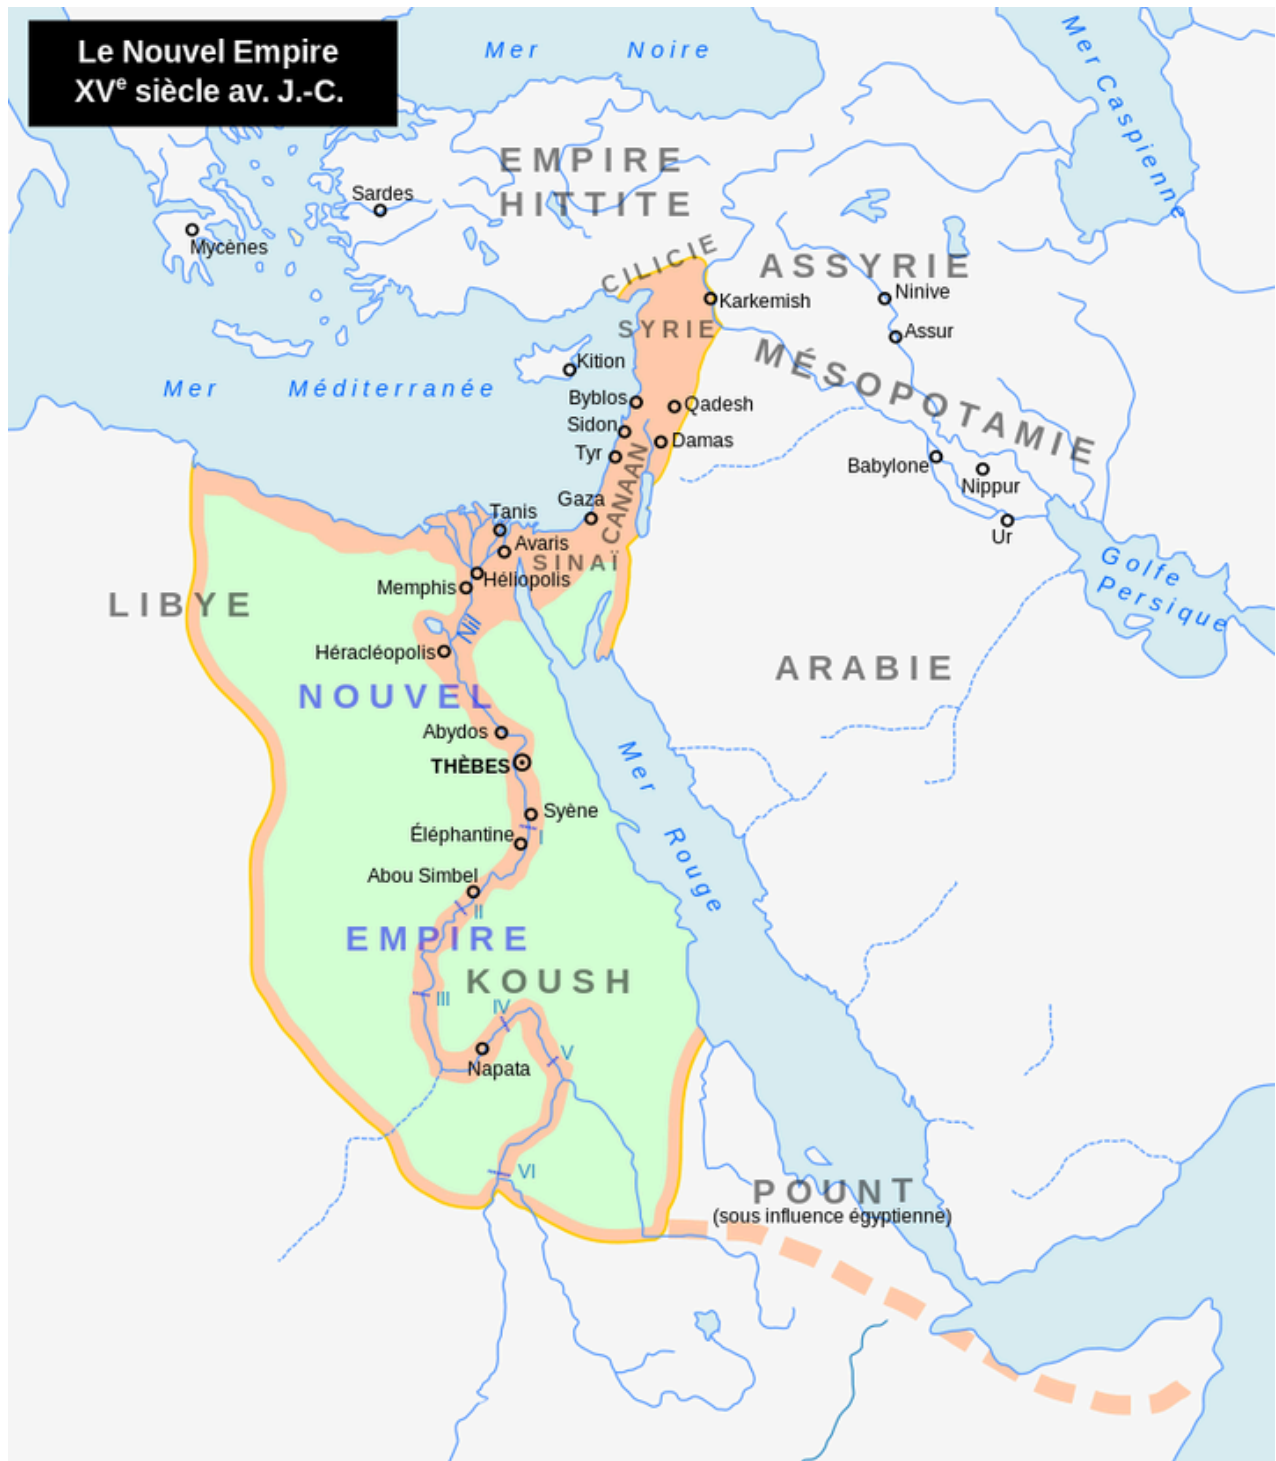 Le Nouvel Empire
XVe siècle av. J.-C.
Mer Noire
Mer Caspienne
EMPIRE
HITTITE
Sardes
Mycènes
CILICIE
ASSYRIE
Karkemish
Ninive
SYRIE
Assur
MÉSOPOTAMIE
Kition
Mer Méditerranée
Byblos
Qadesh
Sidon
Damas
Tyr
CANAAN
Babylone
Nippur
Gaza
Tanis
Ur
Avaris
SINAÏ
Héliopolis
Memphis
Golfe
Persique
LIBYE
Nil
Héracléopolis
ARABIE
NOUVEL
Abydos
THÈBES
Mer Rouge
Syène
I
Éléphantine
Abou Simbel
II
EMPIRE
KOUSH
III
IV
Napata
V
VI
POUNT
(sous influence égyptienne)